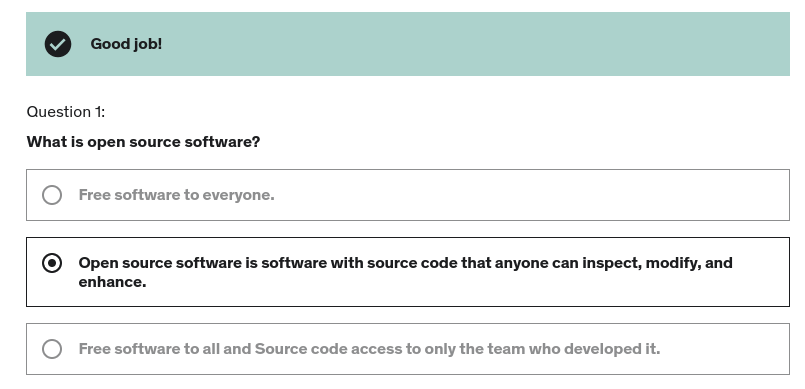 Good job!
Question 1:
What is open source software?
Free software to everyone.
Open source software is software with source code that anyone can inspect, modify, and
enhance.
Free software to all and Source code access to only the team who developed it.